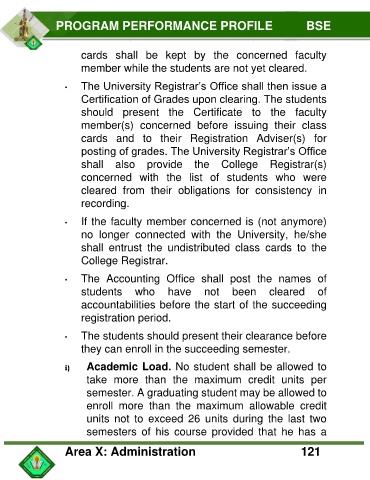 PROGRAM PERFORMANCE PROFILE BSE
cards shall be kept by the concerned faculty
member while the students are not yet cleared.
· The University Registrar's Office shall then issue a
Certification of Grades upon clearing. The students
should present the Certificate to the faculty
member(s) concerned before issuing their class
cards and to their Registration Adviser(s) for
posting of grades. The University Registrar's Office
shall also provide the College Registrar(s)
concerned with the list of students who were
cleared from their obligations for consistency in
recording.
· If the faculty member concerned is (not anymore)
no longer connected with the University, he/she
shall entrust the undistributed class cards to the
College Registrar.
· The Accounting Office shall post the names of
students who have not been cleared of
accountabilities before the start of the succeeding
registration period.
· The students should present their clearance before
they can enroll in the succeeding semester.
i) Academic Load. No student shall be allowed to
take more than the maximum credit units per
semester. A graduating student may be allowed to
enroll more than the maximum allowable credit
units not to exceed 26 units during the last two
semesters of his course provided that he has a
Area X: Administration 121